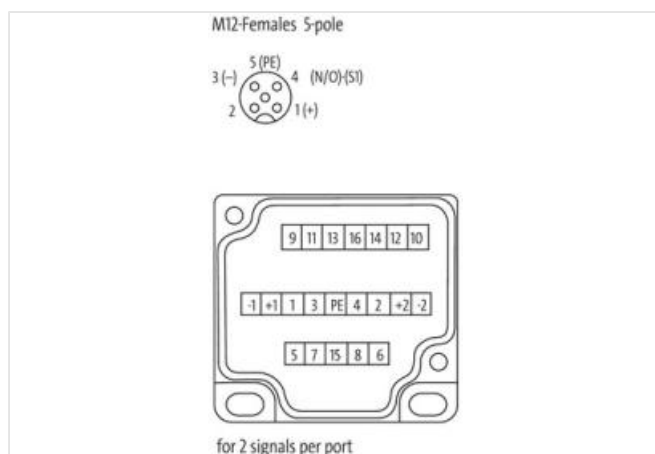 M12-Females 5-pole
5 (PE)
3 (–) 4 (N/O)-(S1)
2 1 (+)
9 11 13 16 14 12 10
-1 +1 1 3 PE 4 2 +2 -2
5 7 15 8 6
for 2 signals per port